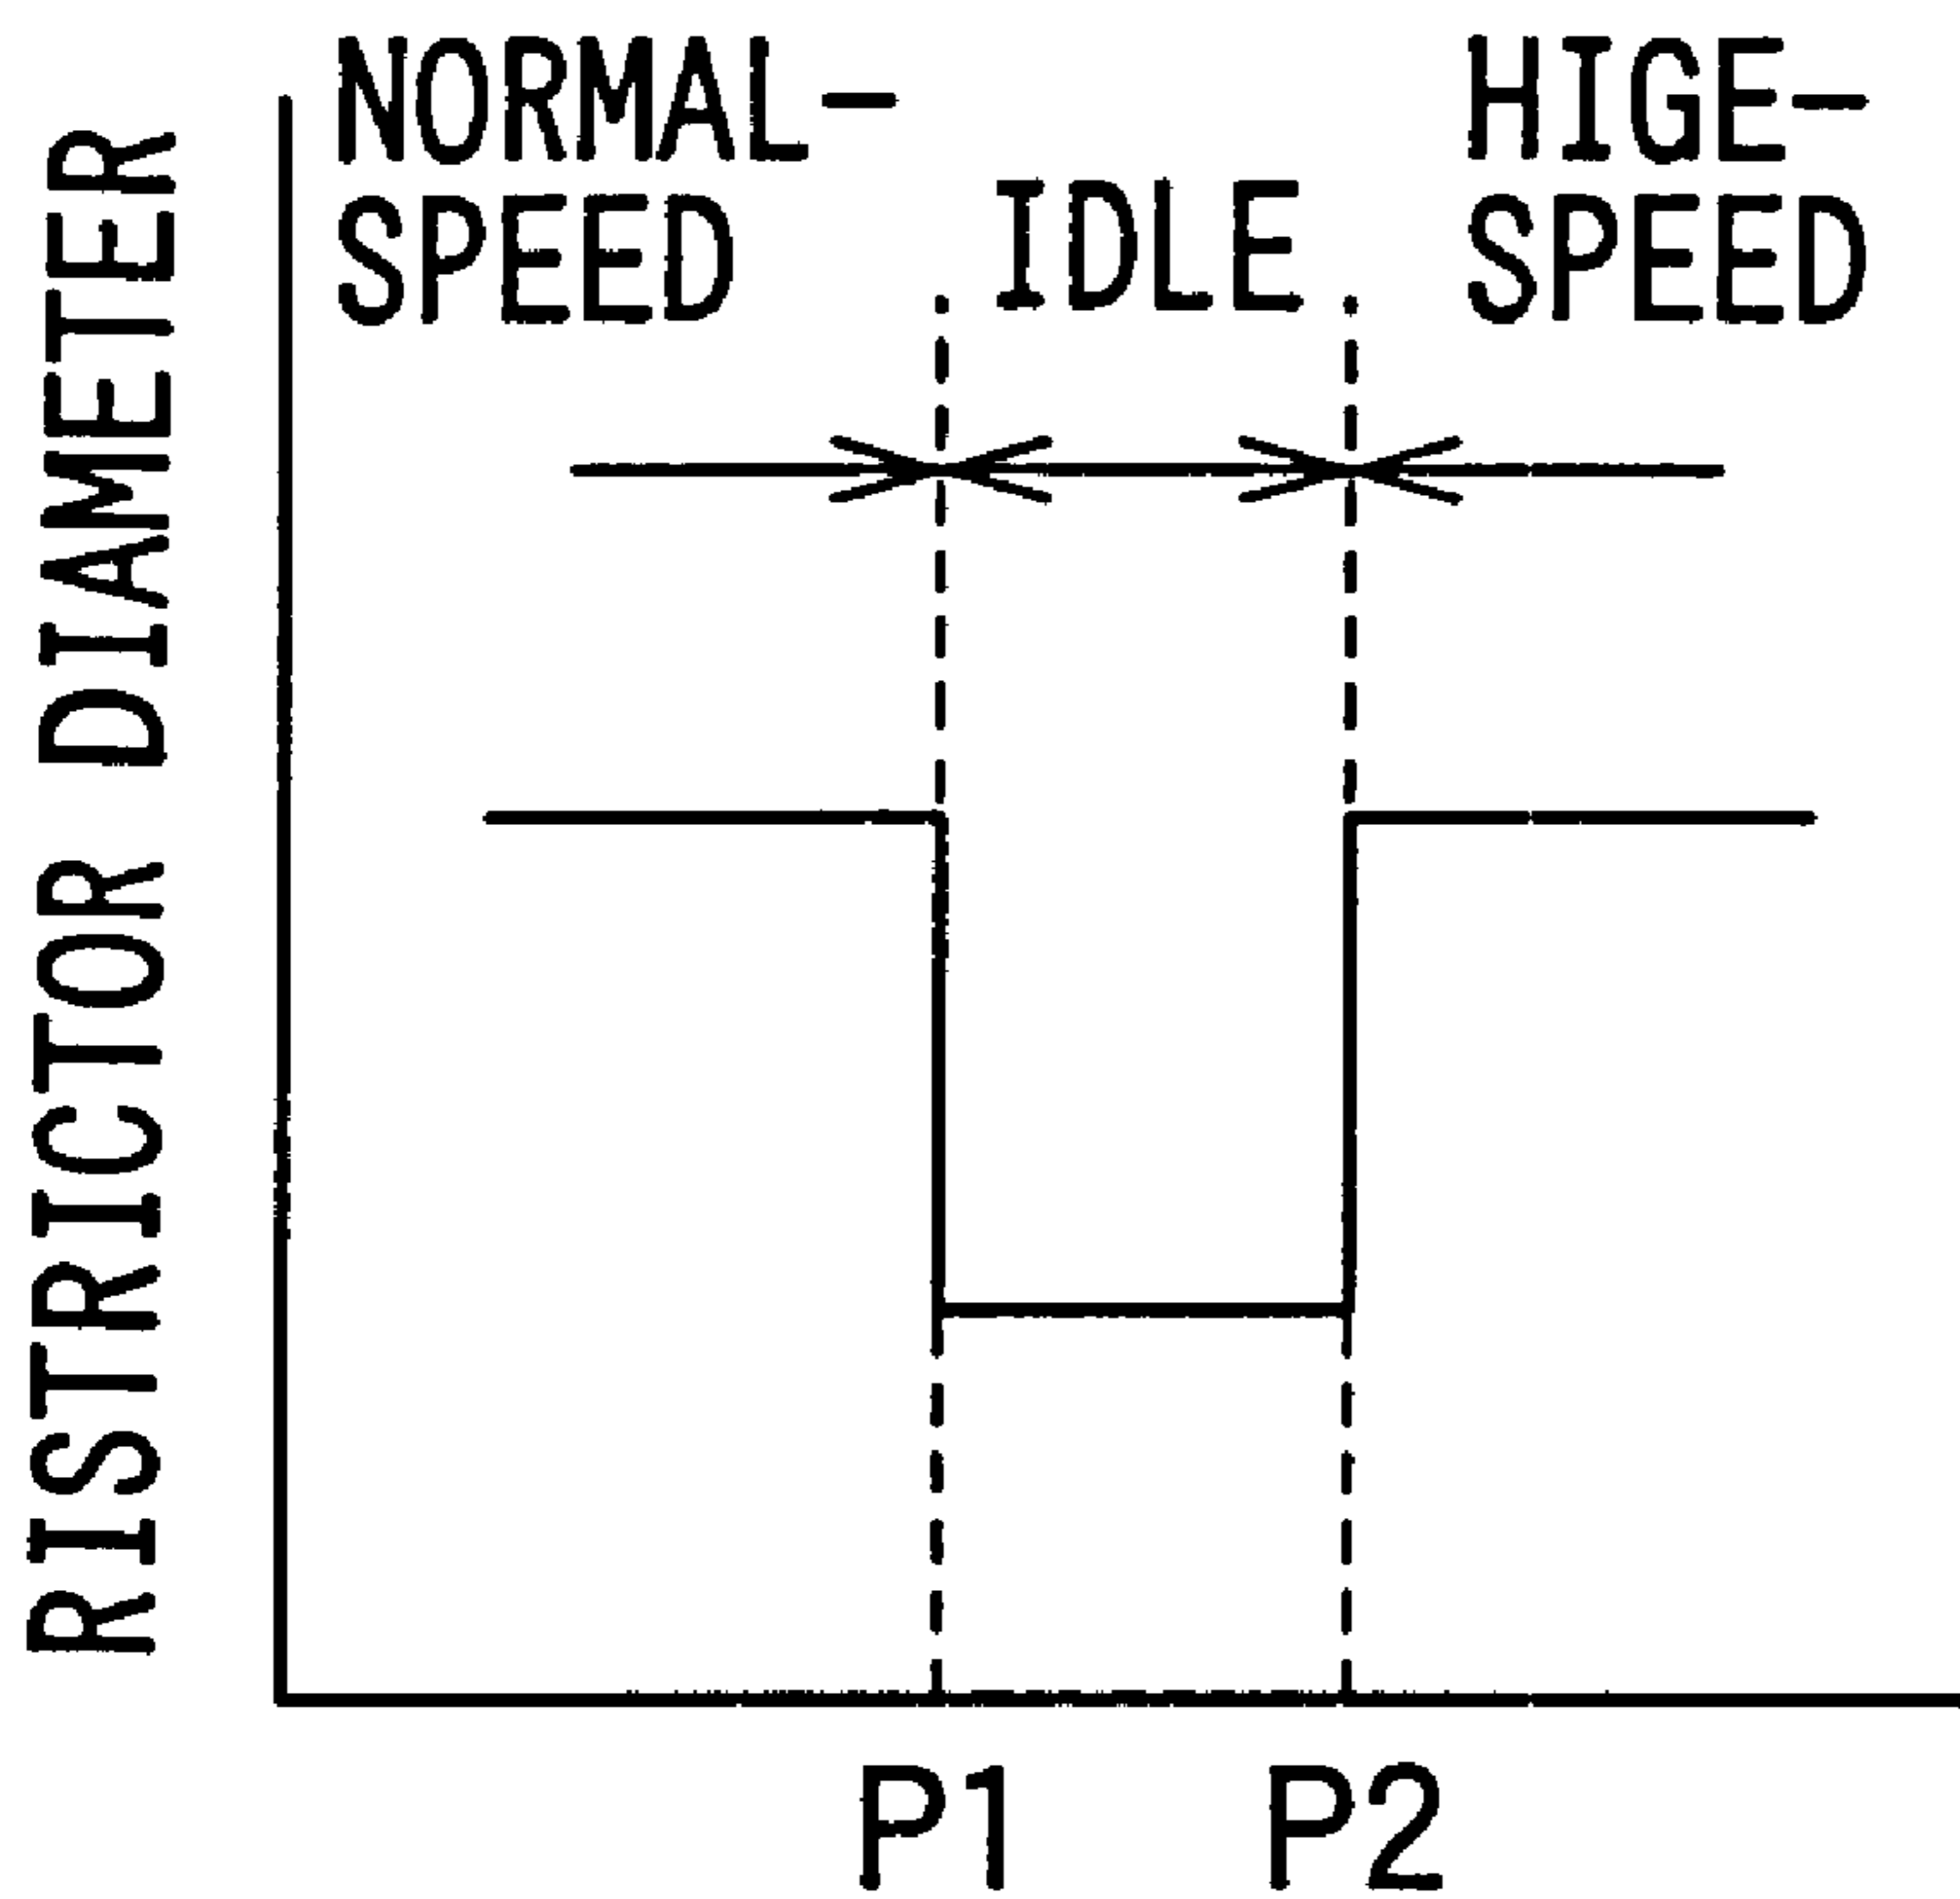 NORMAL-
SPEED
IDLE
HIGE-
SPEED
RISTRICTOR DIAMETER
P1
P2